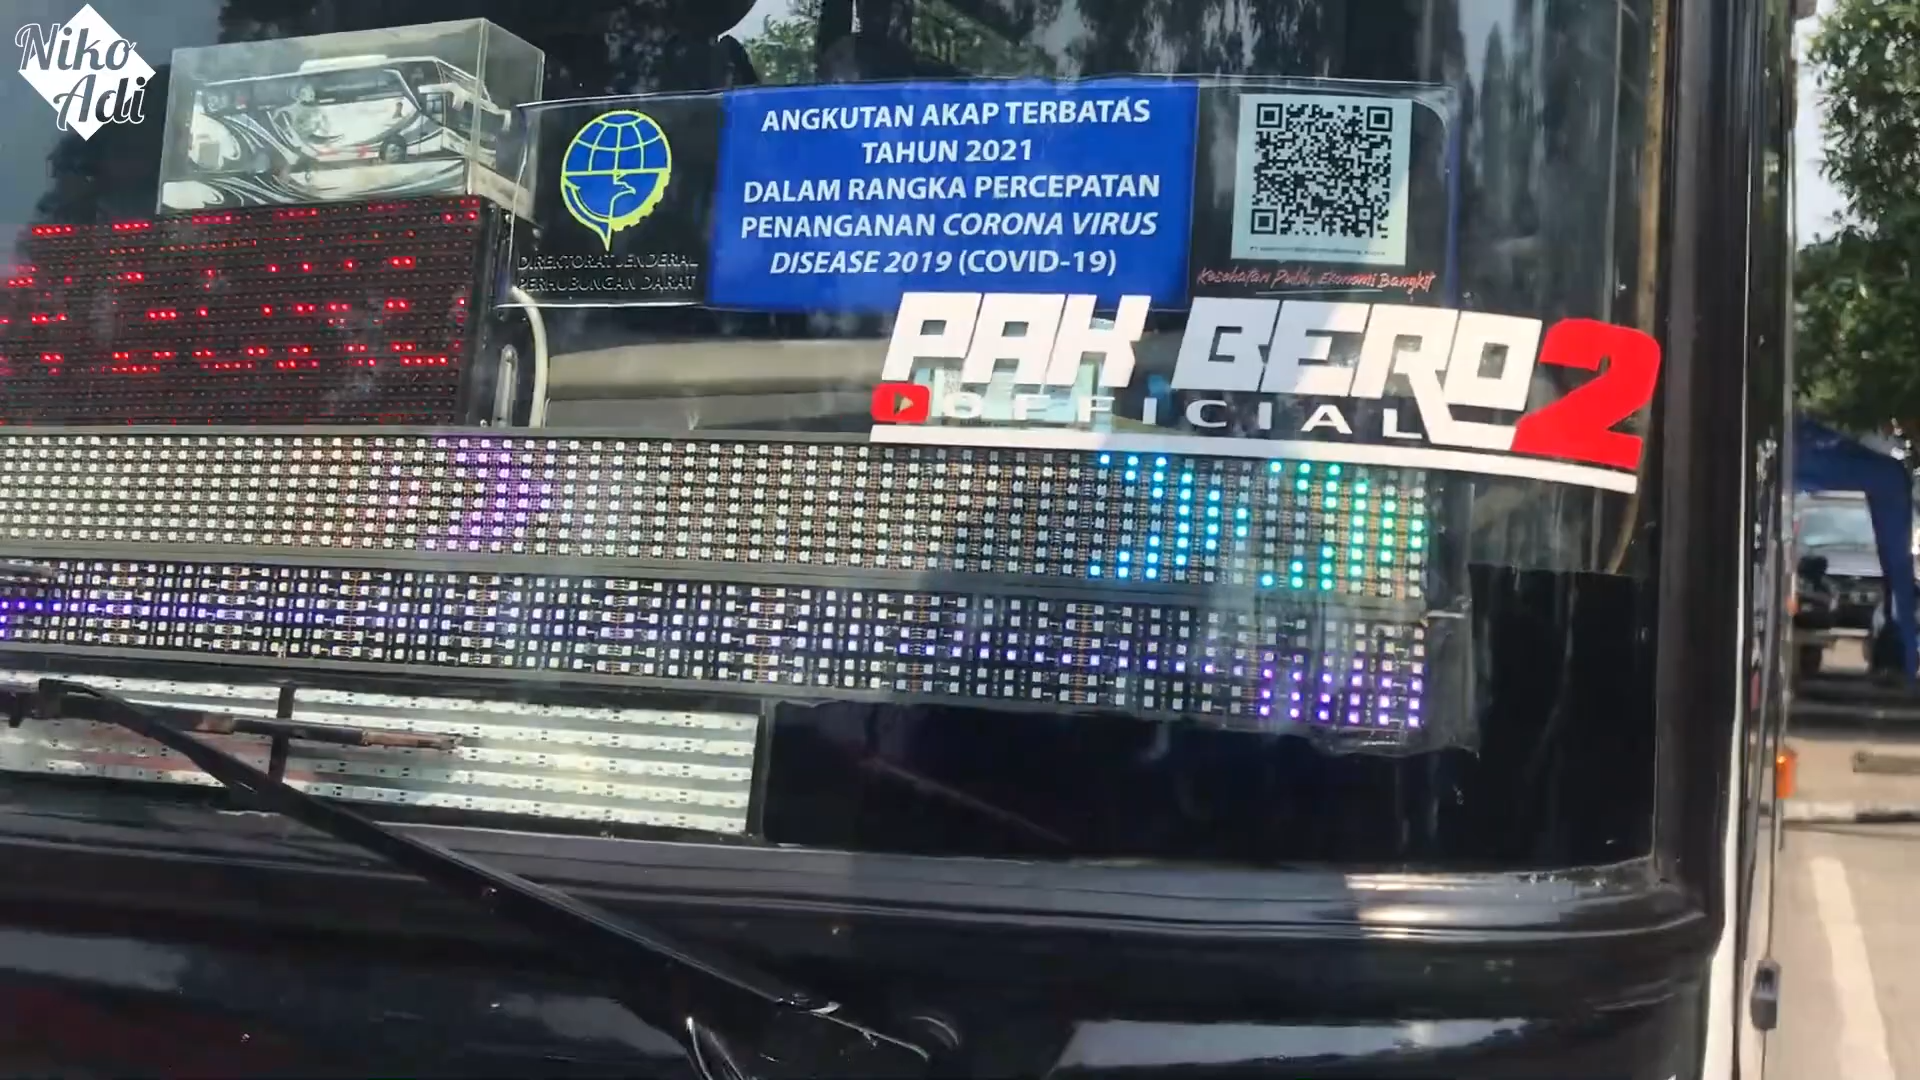 Niko
Adi
ANGKUTAN AKAP TERBATAS
TAHUN 2021
DALAM RANGKA PERCEPATAN
PENANGANAN CORONA VIRUS
DISEASE 2019 (COVID-19)
DIREKTORAT JENDERAL
PERHUBUNGAN DARAT
Kesehatan Pulih, Ekonomi Bangkit
PAK BERO 2
OFFICIAL